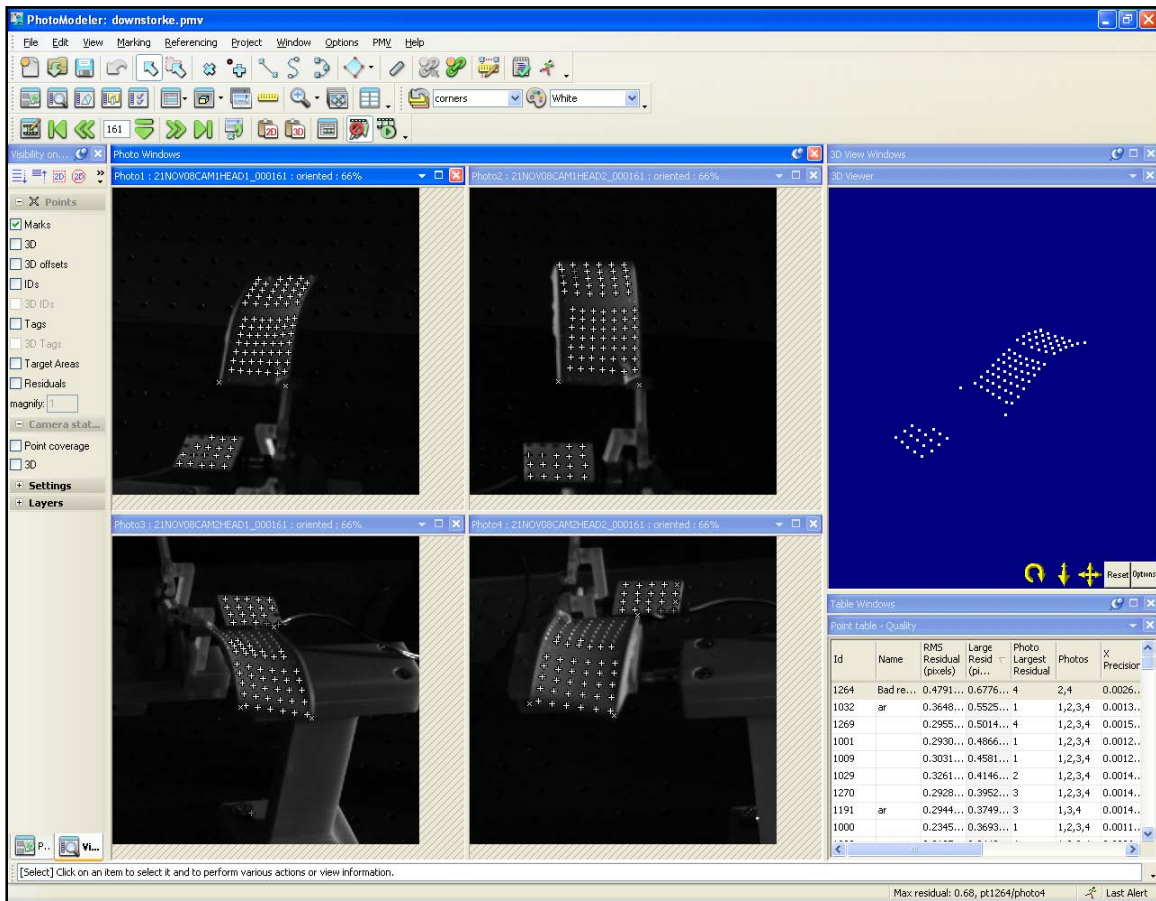 PhotoModeler: downstorke.pmv
File Edit View Marking Referencing Project Window Options PMV Help
corners White
161 2D 3D
Visibility on... Photo Windows 3D View Windows
2D 2D » Photo1 : 21NOV08CAM1HEAD1_000161 : oriented : 66% Photo2 : 21NOV08CAM1HEAD2_000161 : oriented : 66% 3D Viewer
Points
Marks
3D
3D offsets
IDs
3D IDs
Tags
3D Tags
Target Areas
Residuals
magnify: 1
Camera stat...
Point coverage
3D
Settings
Layers
Photo3 : 21NOV08CAM2HEAD1_000161 : oriented : 66% Photo4 : 21NOV08CAM2HEAD2_000161 : oriented : 66%
Reset Options
Table Windows
Point table - Quality
Id Name RMS Residual (pixels) Large Resid (pi... Photo Largest Residual Photos X Precision
1264 Bad re... 0.4791... 0.6776... 4 2,4 0.0026..
1032 ar 0.3648... 0.5525... 1 1,2,3,4 0.0013..
1269 0.2955... 0.5014... 4 1,2,3,4 0.0015..
1001 0.2930... 0.4866... 1 1,2,3,4 0.0012..
1009 0.3031... 0.4581... 1 1,2,3,4 0.0012..
1029 0.3261... 0.4146... 2 1,2,3,4 0.0014..
1270 0.2928... 0.3952... 3 1,2,3,4 0.0014..
1191 ar 0.2944... 0.3749... 3 1,3,4 0.0014..
1000 0.2345... 0.3693... 1 1,2,3,4 0.0011..
P.. Vi...
[Select] Click on an item to select it and to perform various actions or view information.
Max residual: 0.68, pt1264/photo4 Last Alert